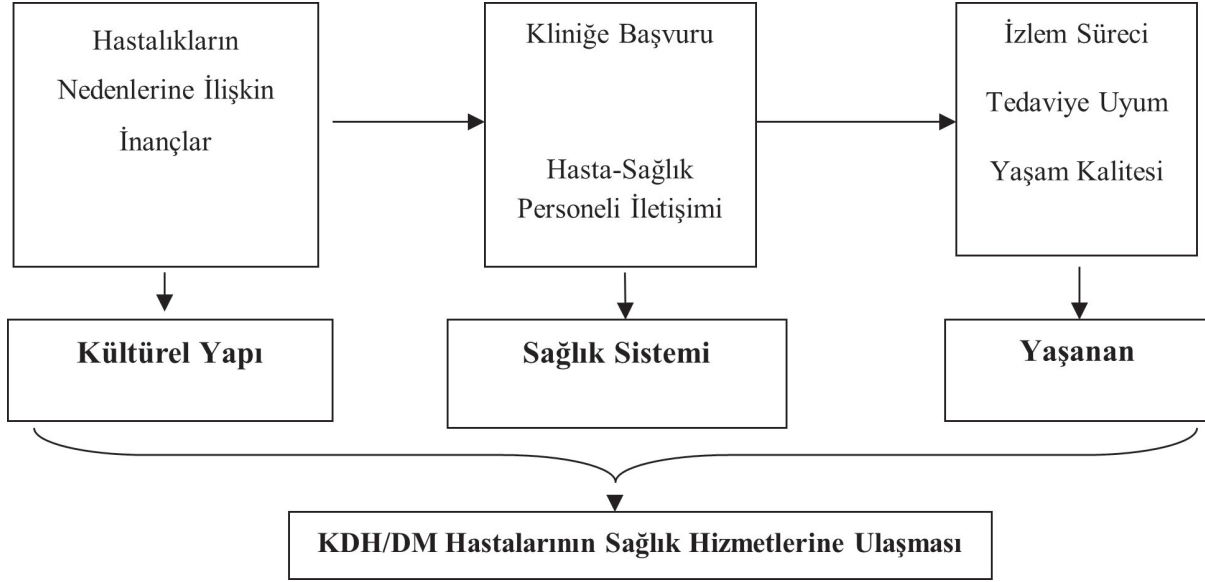 Hastalıkların
Nedenlerine İlişkin
İnançlar
Kliniğe Başvuru
Hasta-Sağlık
Personeli İletişimi
İzlem Süreci
Tedaviye Uyum
Yaşam Kalitesi
Kültürel Yapı
Sağlık Sistemi
Yaşanan
KDH/DM Hastalarının Sağlık Hizmetlerine Ulaşması